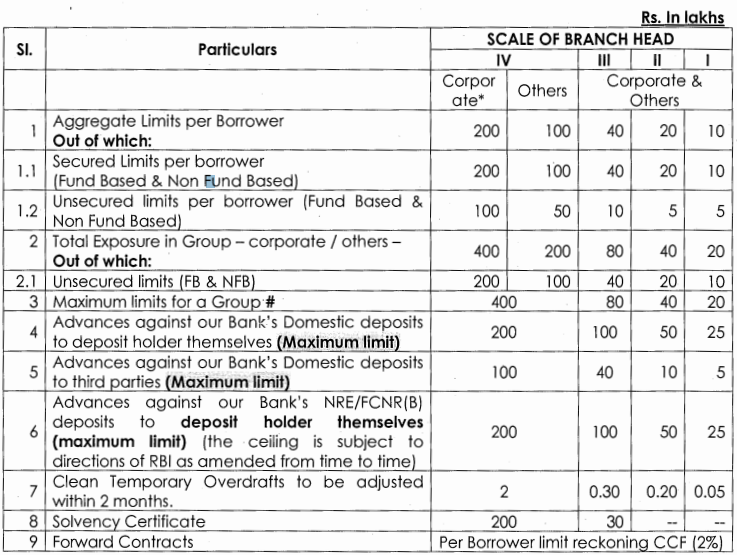 Rs. In lakhs
Sl. Particulars SCALE OF BRANCH HEAD
IV III II I
Corpor Others Corporate &
ate* Others
1 Aggregate Limits per Borrower 200 100 40 20 10
Out of which:
1.1 Secured Limits per borrower 200 100 40 20 10
(Fund Based & Non Fund Based)
1.2 Unsecured limits per borrower (Fund Based & 100 50 10 5 5
Non Fund Based)
2 Total Exposure in Group – corporate / others – 400 200 80 40 20
Out of which:
2.1 Unsecured limits (FB & NFB) 200 100 40 20 10
3 Maximum limits for a Group # 400 80 40 20
4 Advances against our Bank's Domestic deposits 200 100 50 25
to deposit holder themselves (Maximum limit)
5 Advances against our Bank's Domestic deposits 100 40 10 5
to third parties (Maximum limit)
6 Advances against our Bank's NRE/FCNR(B)
deposits to deposit holder themselves
(maximum limit) (the ceiling is subject to 200 100 50 25
directions of RBI as amended from time to time)
7 Clean Temporary Overdrafts to be adjusted 2 0.30 0.20 0.05
within 2 months.
8 Solvency Certificate 200 30 -- --
9 Forward Contracts Per Borrower limit reckoning CCF (2%)